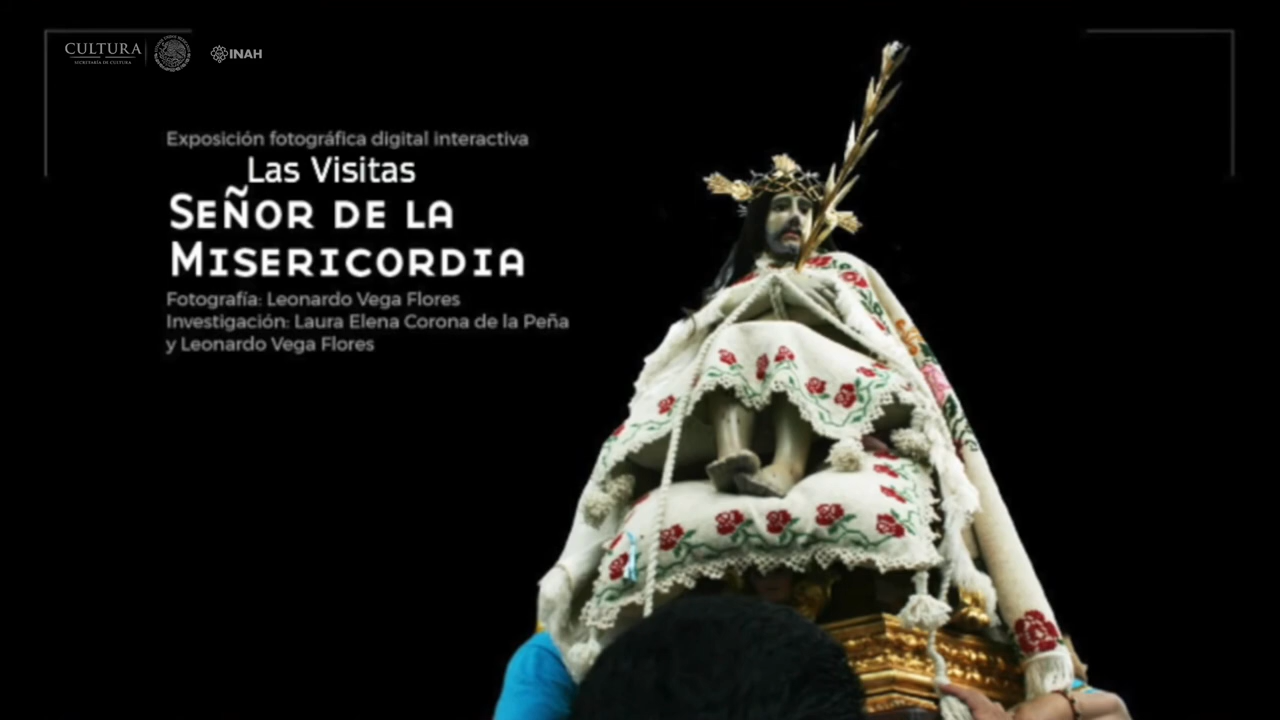 CULTURA
SECRETARÍA DE CULTURA
INAH
Exposición fotográfica digital interactiva
Las Visitas
SEÑOR DE LA
MISERICORDIA
Fotografía: Leonardo Vega Flores
Investigación: Laura Elena Corona de la Peña
y Leonardo Vega Flores